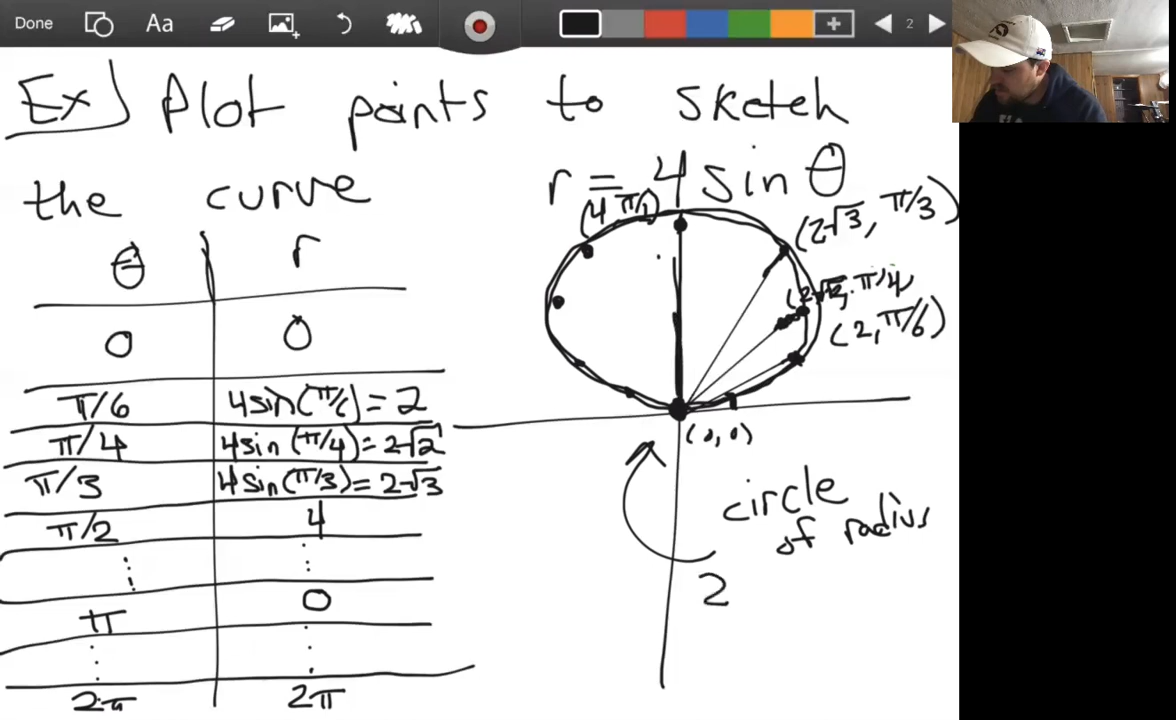 Done Aa 2
Ex) Plot points to sketch
the curve r = 4 sin θ
θ r
0 0
π/6 4sin(π/6) = 2
π/4 4sin(π/4) = 2√2
π/3 4sin(π/3) = 2√3
π/2 4
⋮ ⋮
π 0
⋮ ⋮
2π 2π
(4, π/2)
(2√3, π/3)
(2√2, π/4)
(2, π/6)
(0, 0)
circle
of radius
2